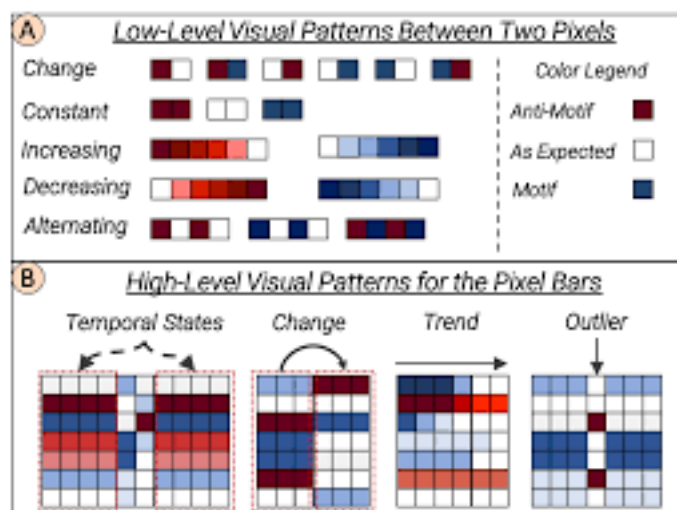 A
Low-Level Visual Patterns Between Two Pixels
Change
Color Legend
Constant
Anti-Motif
Increasing
As Expected
Decreasing
Motif
Alternating
B
High-Level Visual Patterns for the Pixel Bars
Temporal States Change Trend Outlier